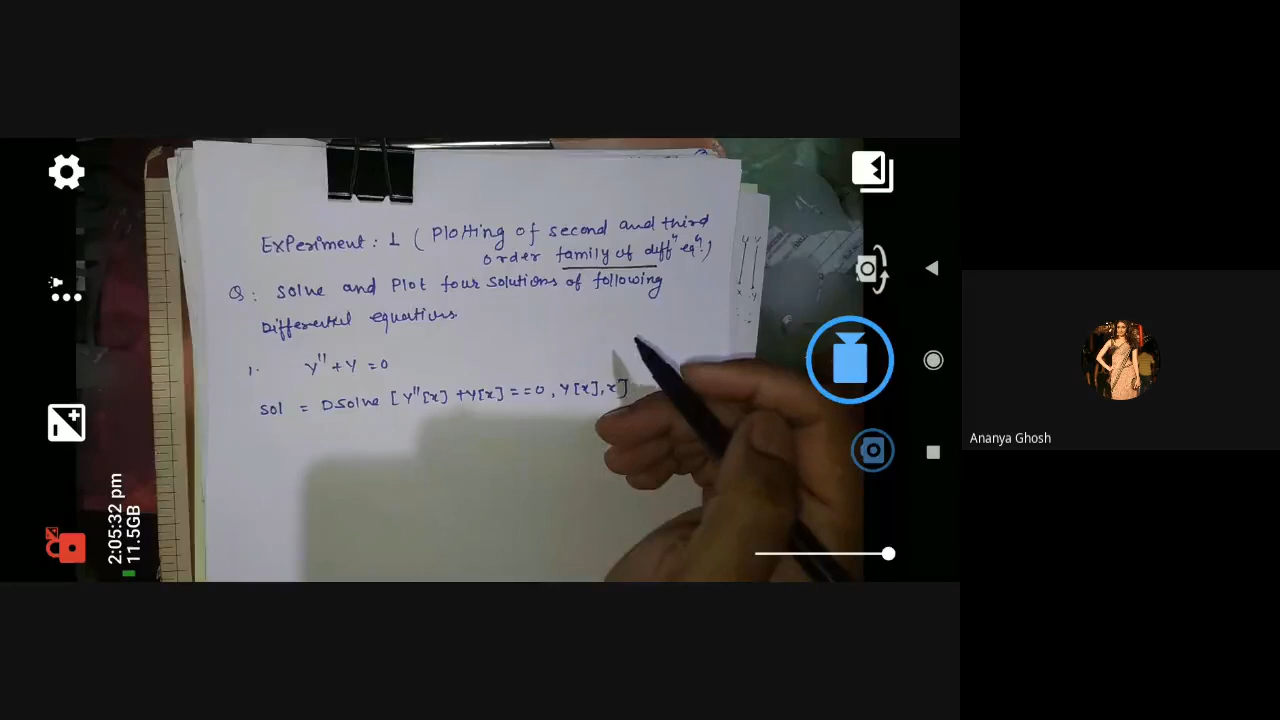 Experiment : 1 ( Plotting of second and third
order family of diffⁿ eqⁿ.)
Q: Solve and Plot four solutions of following
Differential equations
1. y'' + y = 0
Sol = DSolve [ y''[x] + y[x] = = 0 , y[x], x]
2:05:32 pm
11.5GB
Ananya Ghosh